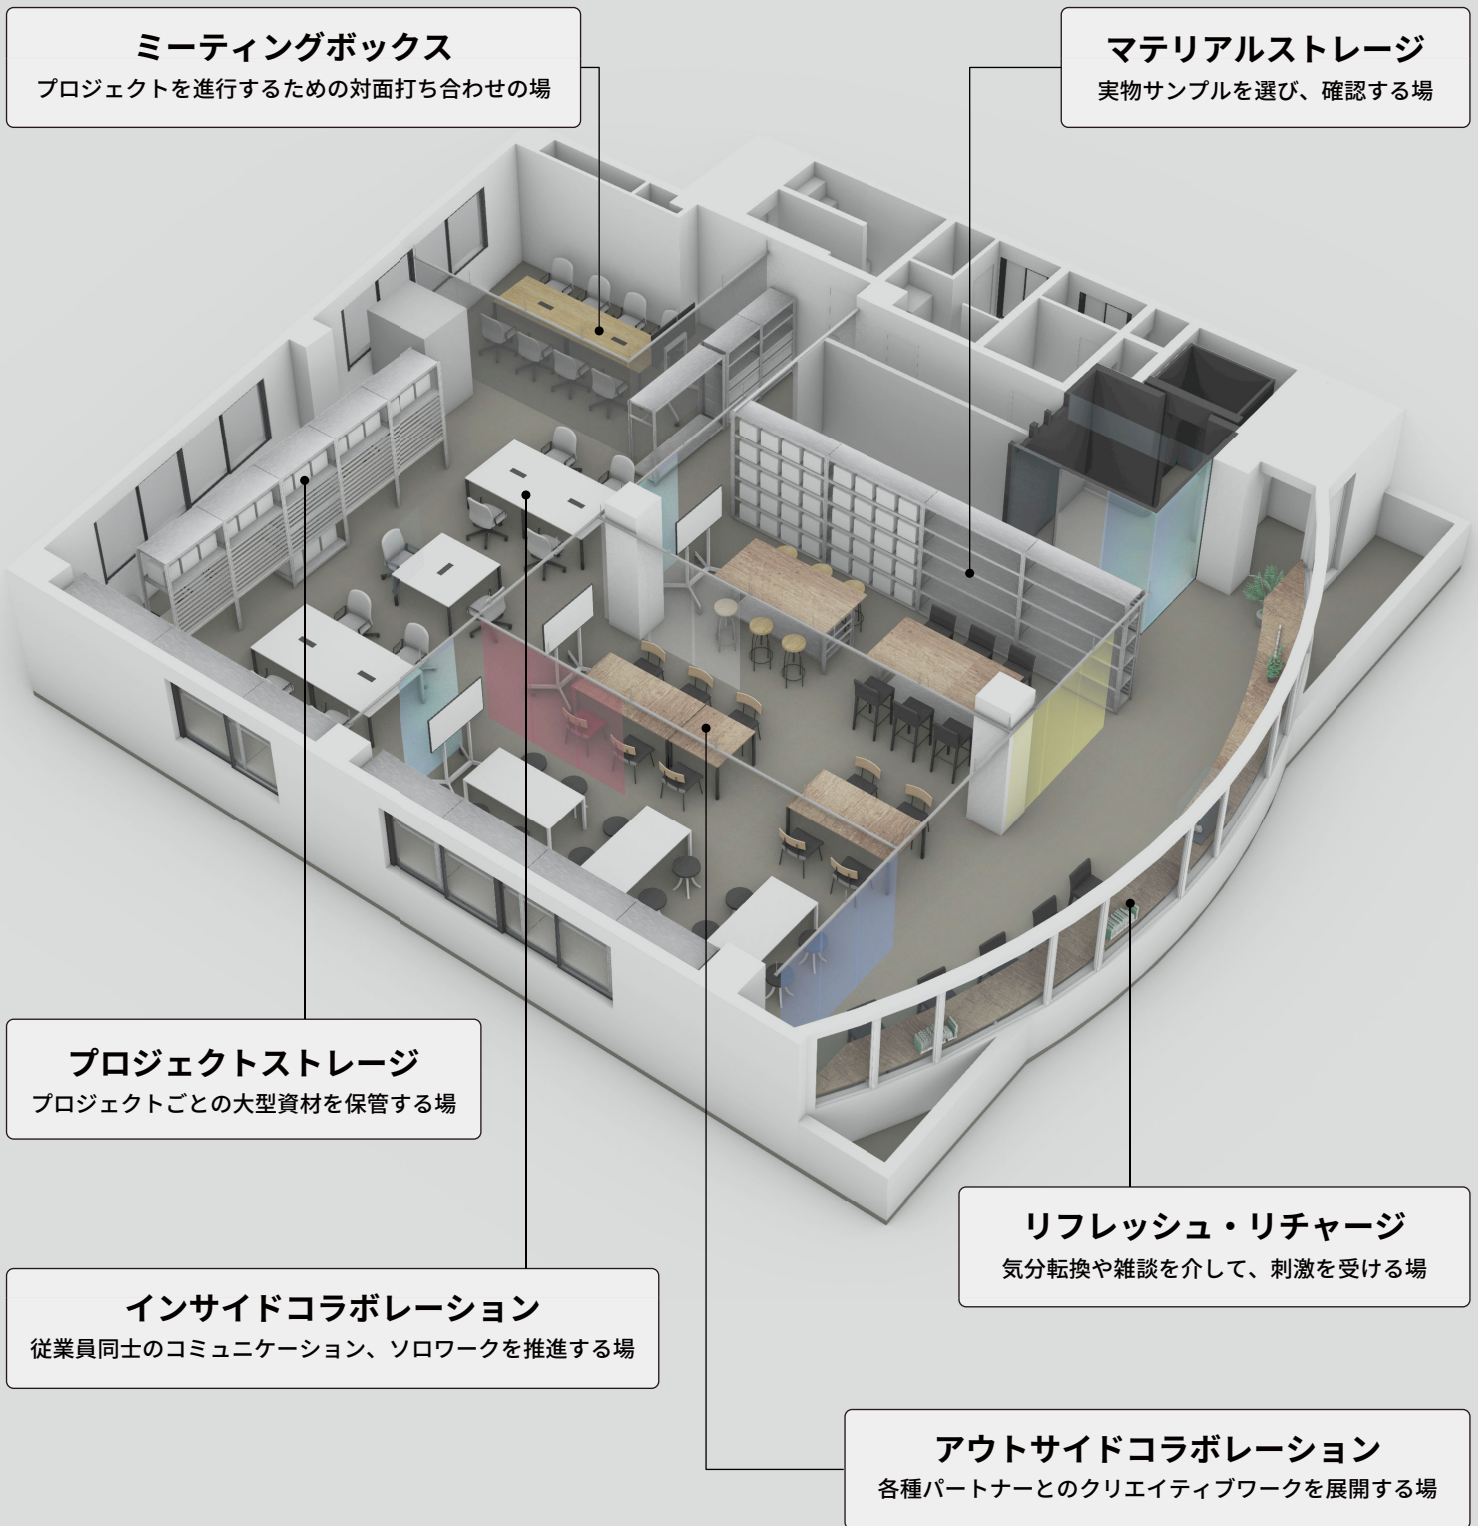 ミーティングボックス
プロジェクトを進行するための対面打ち合わせの場
マテリアルストレージ
実物サンプルを選び、確認する場
プロジェクトストレージ
プロジェクトごとの大型資材を保管する場
リフレッシュ・リチャージ
気分転換や雑談を介して、刺激を受ける場
インサイドコラボレーション
従業員同士のコミュニケーション、ソロワークを推進する場
アウトサイドコラボレーション
各種パートナーとのクリエイティブワークを展開する場